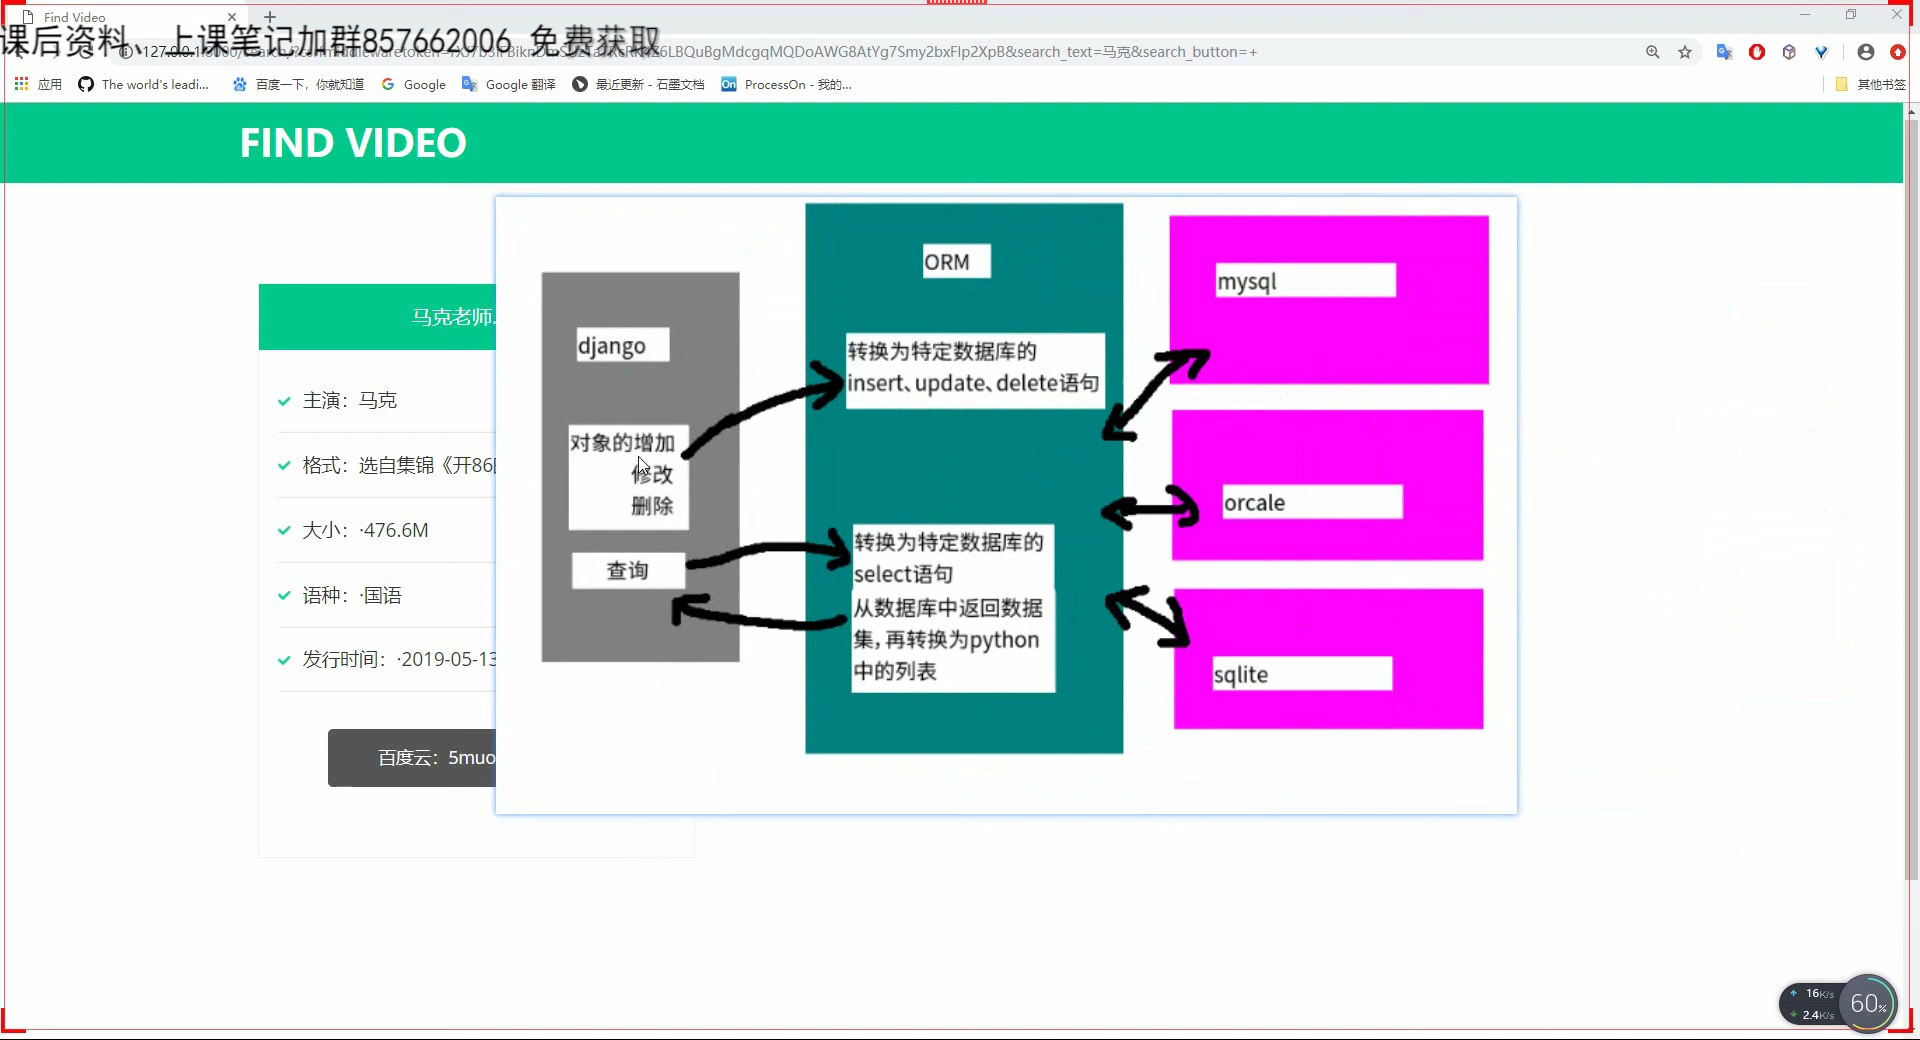 Find Video
课后资料、上课笔记加群857662006 免费获取
6LBQuBgMdcgqMQDoAWG8AtYg7Smy2bxFIp2XpB&search_text=马克&search_button=+
应用
The world's leadi...
百度一下，你就知道
Google
Google 翻译
最近更新 - 石墨文档
On
ProcessOn - 我的...
其他书签
FIND VIDEO
马克老师.
主演：马克
格式：选自集锦《开86
大小：·476.6M
语种：·国语
发行时间：·2019-05-13
百度云：5muo
django
对象的增加
修改
删除
查询
ORM
转换为特定数据库的
insert、update、delete语句
转换为特定数据库的
select语句
从数据库中返回数据
集，再转换为python
中的列表
mysql
orcale
sqlite
16K/s
2.4K/s
60%